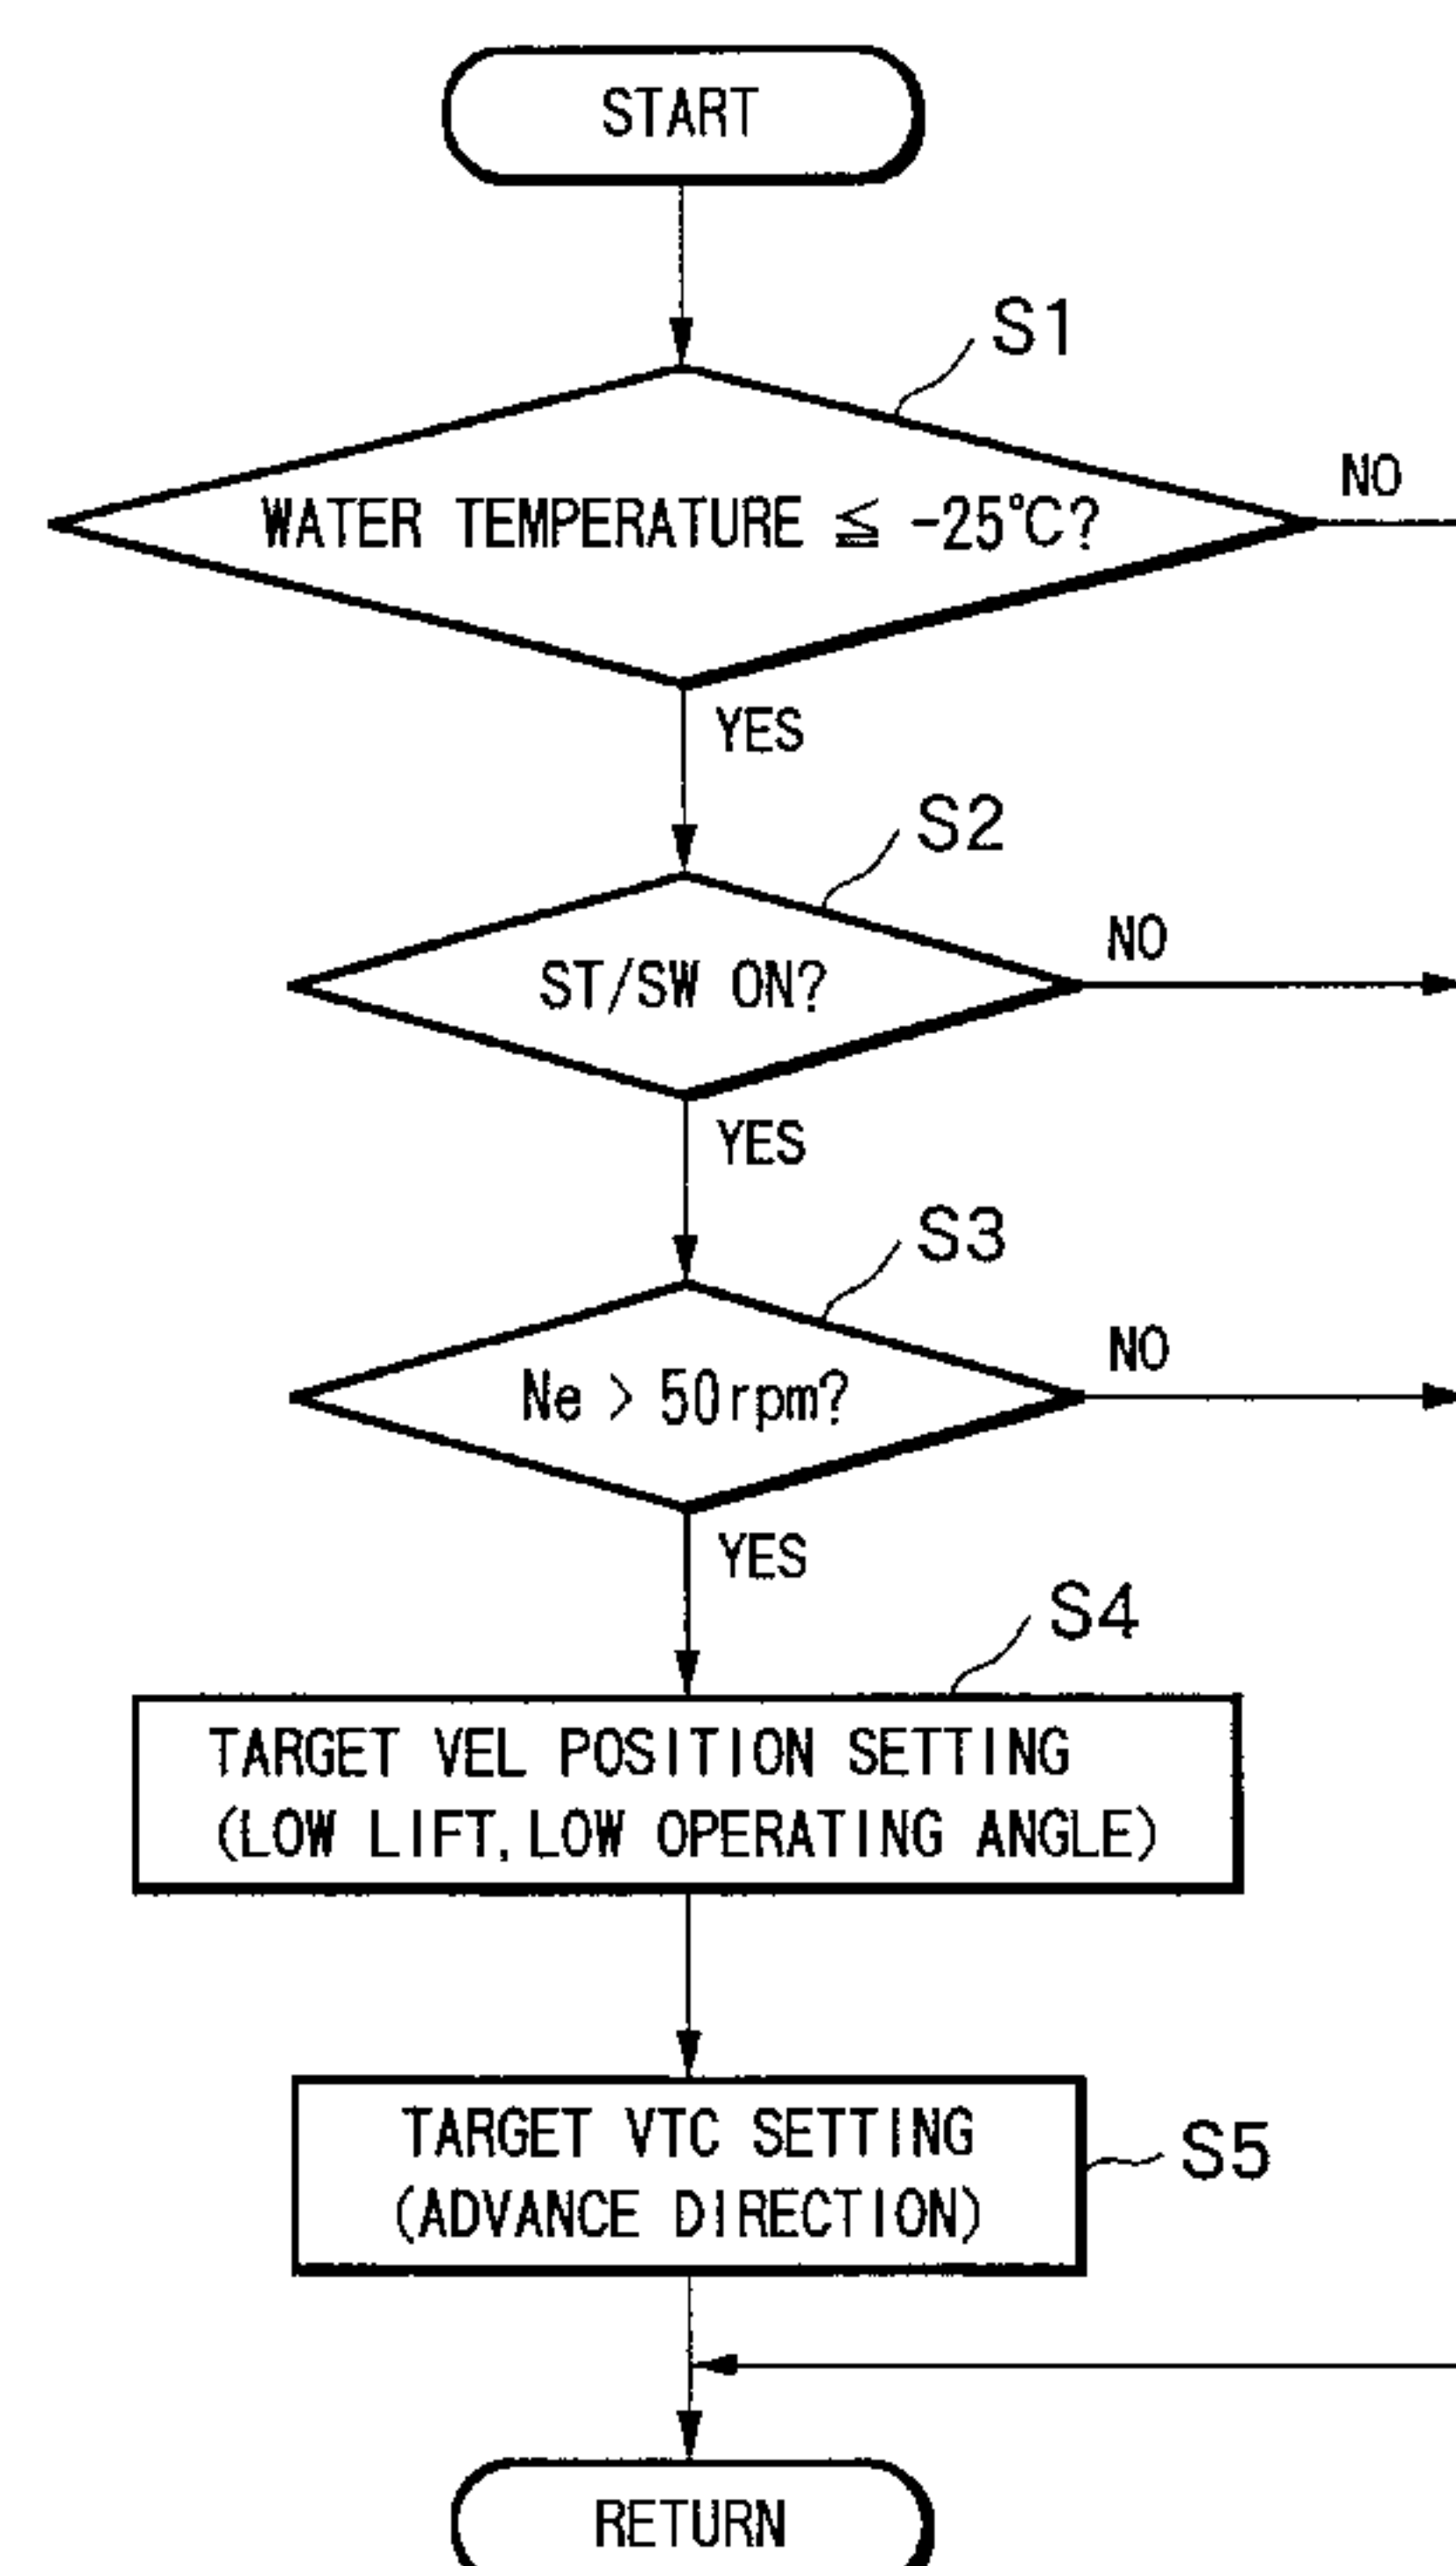 START
S1
WATER TEMPERATURE ≦ -25°C?
NO
YES
S2
ST/SW ON?
NO
YES
S3
Ne > 50rpm?
NO
YES
S4
TARGET VEL POSITION SETTING
(LOW LIFT, LOW OPERATING ANGLE)
TARGET VTC SETTING
(ADVANCE DIRECTION)
S5
RETURN